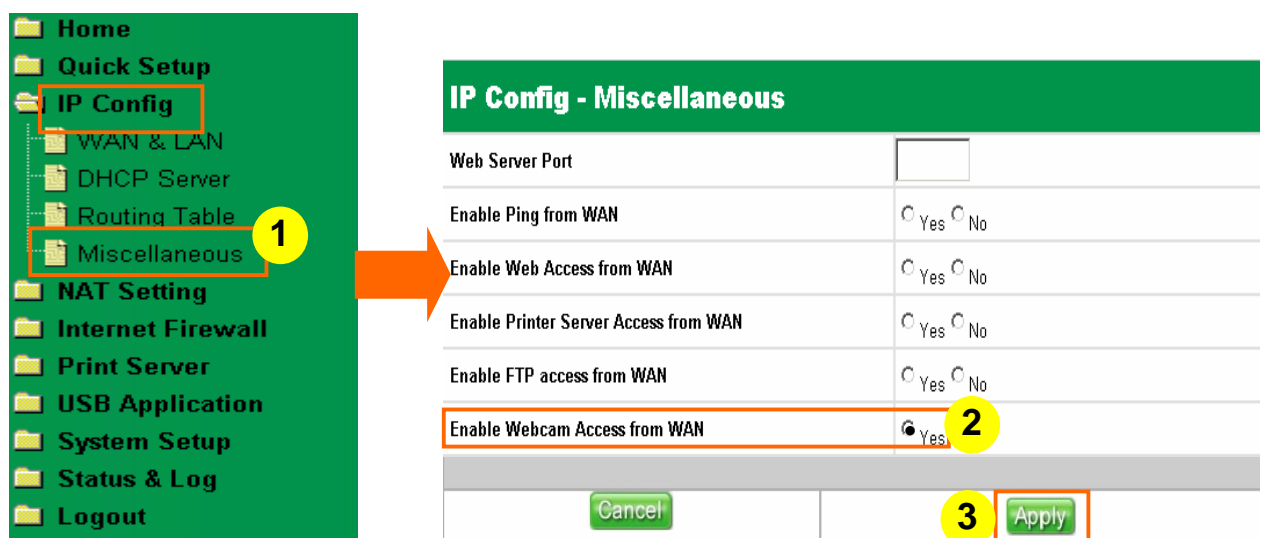 Home
Quick Setup
IP Config
WAN & LAN
DHCP Server
Routing Table
Miscellaneous
1
NAT Setting
Internet Firewall
Print Server
USB Application
System Setup
Status & Log
Logout
IP Config - Miscellaneous
Web Server Port
Enable Ping from WAN Yes No
Enable Web Access from WAN Yes No
Enable Printer Server Access from WAN Yes No
Enable FTP access from WAN Yes No
Enable Webcam Access from WAN Yes 2
Cancel 3 Apply